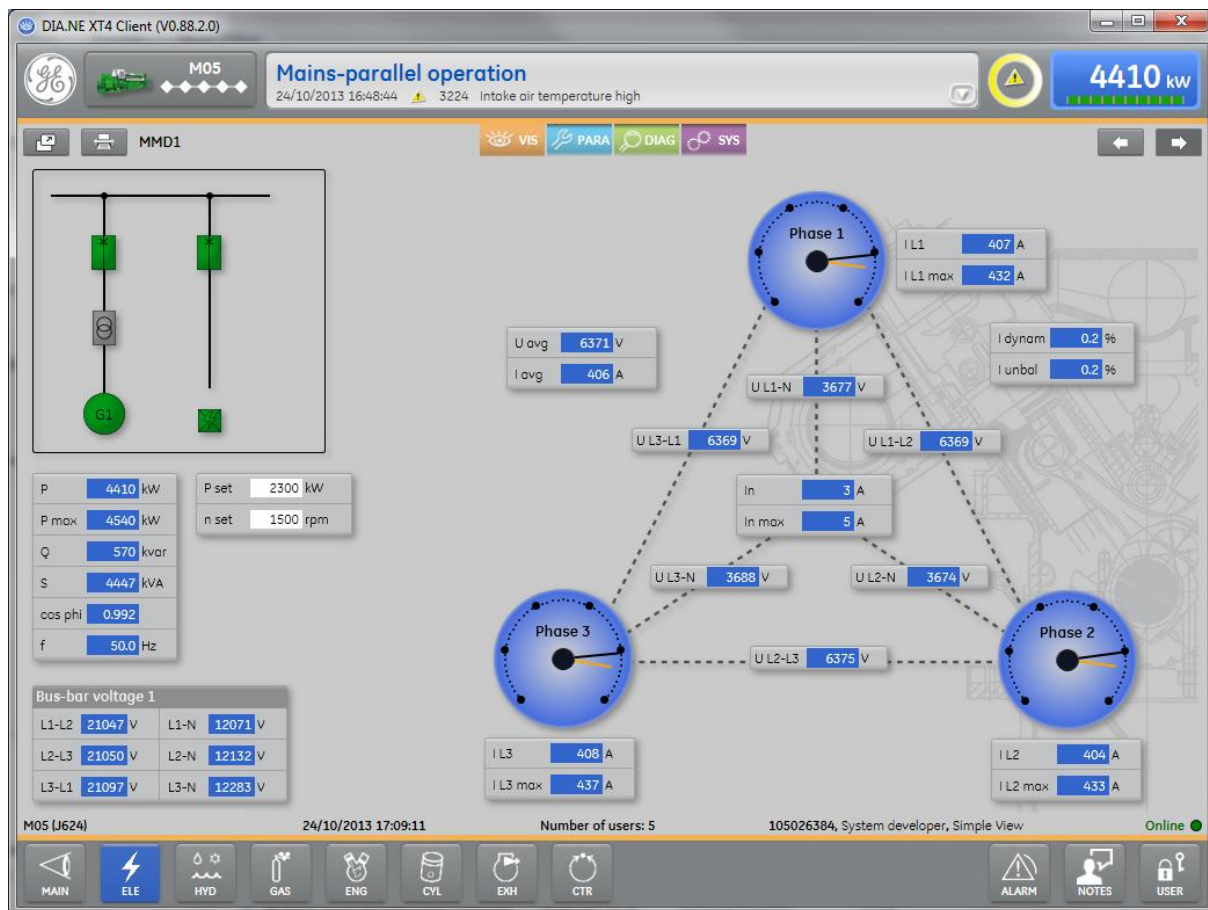 DIA.NE XT4 Client (V0.88.2.0)
M05
Mains-parallel operation
24/10/2013 16:48:44 3224 Intake air temperature high
4410 kW
MMD1
VIS PARA DIAG SYS
G1
Phase 1
I L1 407 A
I L1 max 432 A
U avg 6371 V
I avg 406 A
I dynam 0.2 %
I unbal 0.2 %
U L1-N 3677 V
U L3-L1 6369 V
U L1-L2 6369 V
In 3 A
In max 5 A
U L3-N 3688 V
U L2-N 3674 V
Phase 3
Phase 2
U L2-L3 6375 V
I L3 408 A
I L3 max 437 A
I L2 404 A
I L2 max 433 A
P 4410 kW
P max 4540 kW
Q 570 kvar
S 4447 kVA
cos phi 0.992
f 50.0 Hz
P set 2300 kW
n set 1500 rpm
Bus-bar voltage 1
L1-L2 21047 V L1-N 12071 V
L2-L3 21050 V L2-N 12132 V
L3-L1 21097 V L3-N 12283 V
M05 (J624) 24/10/2013 17:09:11 Number of users: 5 105026384, System developer, Simple View Online
MAIN ELE HYD GAS ENG CYL EXH CTR ALARM NOTES USER